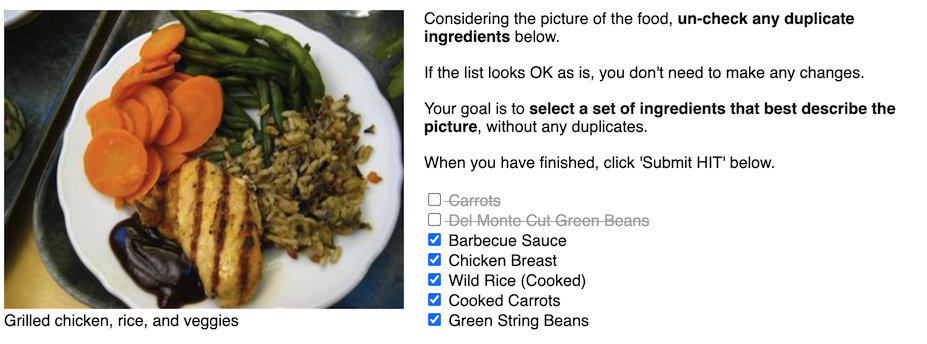 Considering the picture of the food, un-check any duplicate
ingredients below.
If the list looks OK as is, you don't need to make any changes.
Your goal is to select a set of ingredients that best describe the
picture, without any duplicates.
When you have finished, click 'Submit HIT' below.
Carrots
Del Monte Cut Green Beans
Barbecue Sauce
Chicken Breast
Wild Rice (Cooked)
Cooked Carrots
Green String Beans
Grilled chicken, rice, and veggies